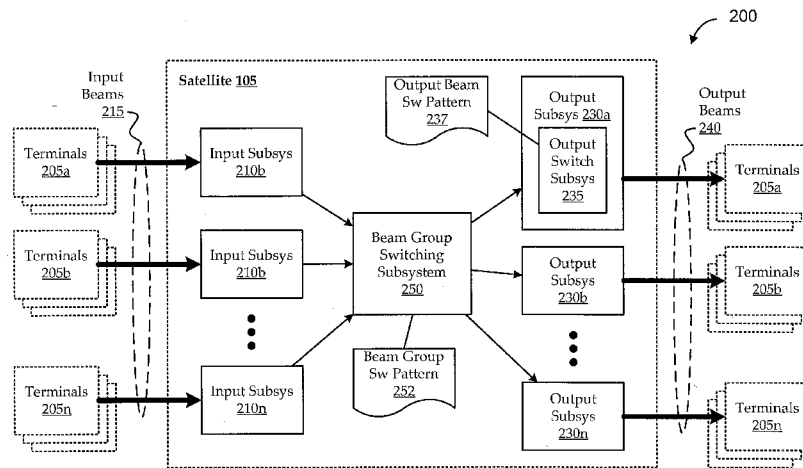 200
Input
Beams
215
Satellite 105
Output Beam
Sw Pattern
237
Output
Subsys 230a
Output
Switch
Subsys
235
Output
Beams
240
Terminals
205a
Input Subsys
210b
Terminals
205a
Terminals
205b
Input Subsys
210b
Beam Group
Switching
Subsystem
250
Output
Subsys
230b
Terminals
205b
Beam Group
Sw Pattern
252
Terminals
205n
Input Subsys
210n
Output
Subsys
230n
Terminals
205n